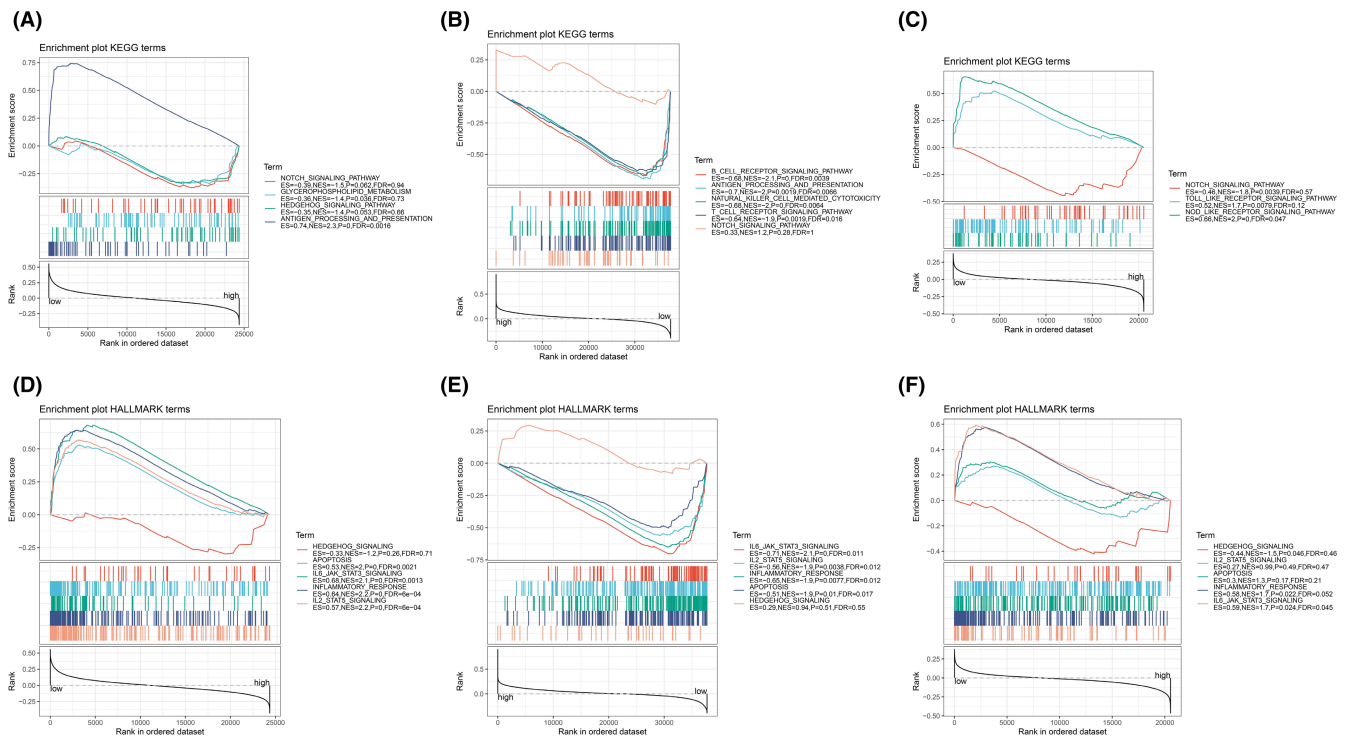 (A)
Enrichment plot KEGG terms
0.75
0.50
0.25
0.00
−0.25
Enrichment score
Term
NOTCH_SIGNALING_PATHWAY
ES=−0.39,NES=−1.5,P=0.062,FDR=0.94
GLYCEROPHOSPHOLIPID_METABOLISM
ES=−0.36,NES=−1.4,P=0.036,FDR=0.73
HEDGEHOG_SIGNALING_PATHWAY
ES=−0.35,NES=−1.4,P=0.053,FDR=0.66
ANTIGEN_PROCESSING_AND_PRESENTATION
ES=0.74,NES=2.3,P=0,FDR=0.0016
0.50
0.25
0.00
−0.25
Rank
low
high
0
5000
10000
15000
20000
25000
Rank in ordered dataset
(B)
Enrichment plot KEGG terms
0.25
0.00
−0.25
−0.50
Enrichment score
Term
B_CELL_RECEPTOR_SIGNALING_PATHWAY
ES=−0.68,NES=−2.1,P=0,FDR=0.0039
ANTIGEN_PROCESSING_AND_PRESENTATION
ES=−0.7,NES=−2,P=0.0019,FDR=0.0066
NATURAL_KILLER_CELL_MEDIATED_CYTOTOXICITY
ES=−0.68,NES=−2,P=0,FDR=0.0064
T_CELL_RECEPTOR_SIGNALING_PATHWAY
ES=−0.64,NES=−1.9,P=0.0019,FDR=0.016
NOTCH_SIGNALING_PATHWAY
ES=0.33,NES=1.2,P=0.28,FDR=1
0.5
0.0
Rank
high
low
0
10000
20000
30000
Rank in ordered dataset
(C)
Enrichment plot KEGG terms
0.50
0.00
−0.25
−0.50
Enrichment score
Term
NOTCH_SIGNALING_PATHWAY
ES=−0.46,NES=−1.8,P=0.0039,FDR=0.57
TOLL_LIKE_RECEPTOR_SIGNALING_PATHWAY
ES=0.52,NES=1.7,P=0.0079,FDR=0.12
NOD_LIKE_RECEPTOR_SIGNALING_PATHWAY
ES=0.66,NES=2,P=0,FDR=0.047
0.25
0.00
−0.25
−0.50
Rank
low
high
0
5000
10000
15000
20000
Rank in ordered dataset
(D)
Enrichment plot HALLMARK terms
0.50
0.25
0.00
−0.25
Enrichment score
Term
HEDGEHOG_SIGNALING
ES=−0.33,NES=−1.2,P=0.26,FDR=0.71
APOPTOSIS
ES=0.53,NES=2,P=0,FDR=0.0021
IL6_JAK_STAT3_SIGNALING
ES=0.68,NES=2.1,P=0,FDR=0.0013
INFLAMMATORY_RESPONSE
ES=0.64,NES=2.2,P=0,FDR=6e−04
IL2_STAT5_SIGNALING
ES=0.57,NES=2.2,P=0,FDR=6e−04
0.50
0.25
0.00
−0.25
Rank
low
high
0
5000
10000
15000
20000
25000
Rank in ordered dataset
(E)
Enrichment plot HALLMARK terms
0.25
0.00
−0.25
−0.50
−0.75
Enrichment score
Term
IL6_JAK_STAT3_SIGNALING
ES=−0.71,NES=−2.1,P=0,FDR=0.011
IL2_STAT5_SIGNALING
ES=−0.56,NES=−1.9,P=0.0038,FDR=0.012
INFLAMMATORY_RESPONSE
ES=−0.65,NES=−1.9,P=0.0077,FDR=0.012
APOPTOSIS
ES=−0.51,NES=−1.9,P=0.01,FDR=0.017
HEDGEHOG_SIGNALING
ES=0.29,NES=0.94,P=0.51,FDR=0.55
0.5
0.0
Rank
high
low
0
10000
20000
30000
Rank in ordered dataset
(F)
Enrichment plot HALLMARK terms
0.6
0.4
0.2
0.0
−0.2
−0.4
Enrichment score
Term
HEDGEHOG_SIGNALING
ES=−0.44,NES=−1.5,P=0.046,FDR=0.46
IL2_STAT5_SIGNALING
ES=0.27,NES=0.99,P=0.49,FDR=0.47
APOPTOSIS
ES=0.3,NES=1.3,P=0.17,FDR=0.21
INFLAMMATORY_RESPONSE
ES=0.58,NES=1.7,P=0.022,FDR=0.052
IL6_JAK_STAT3_SIGNALING
ES=0.59,NES=1.7,P=0.024,FDR=0.045
0.25
0.00
−0.25
−0.50
Rank
low
high
0
5000
10000
15000
20000
Rank in ordered dataset